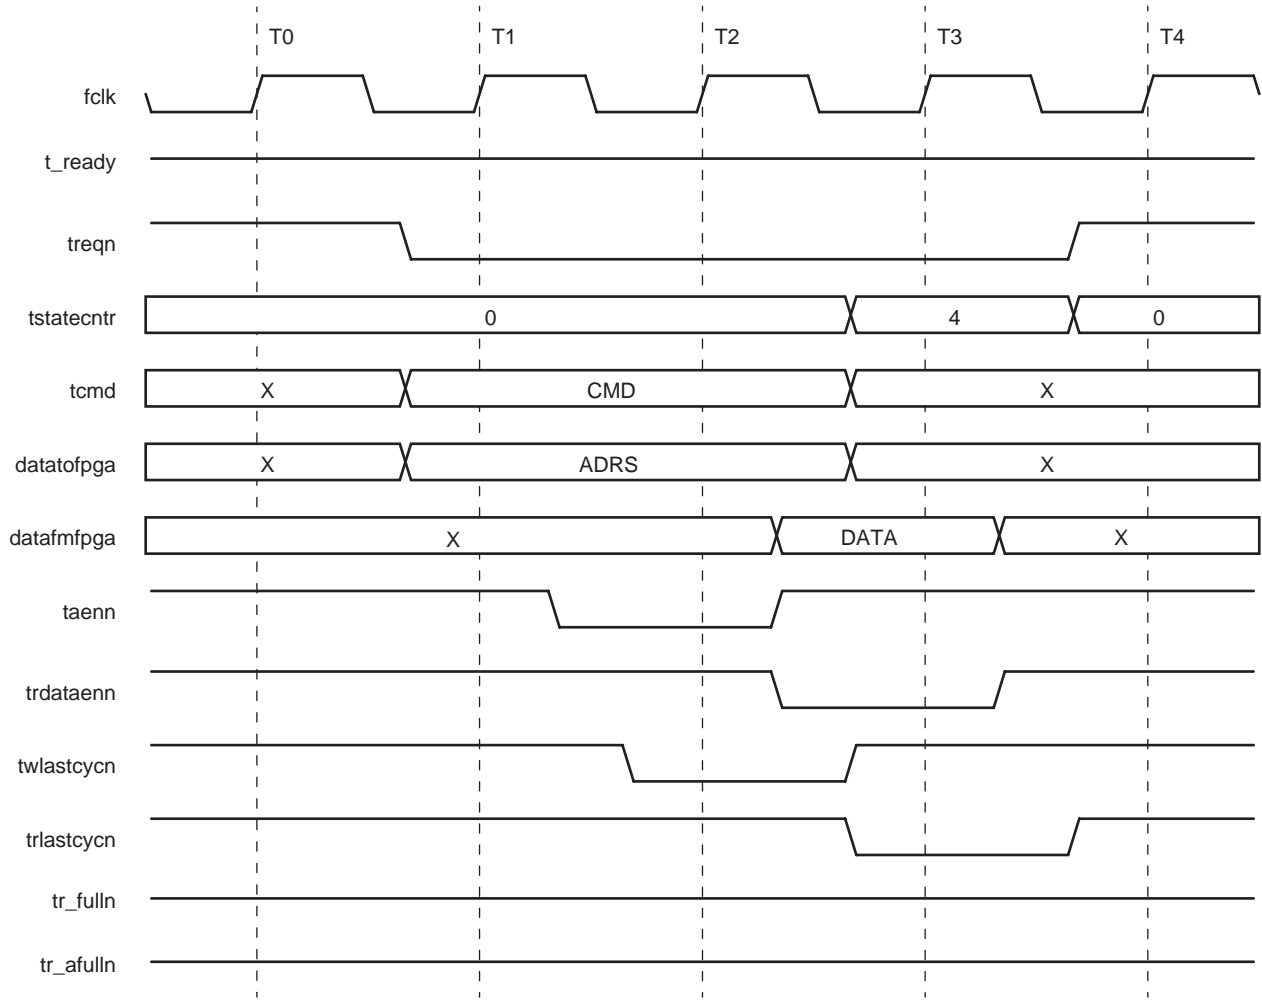 T0 T1 T2 T3 T4
fclk
t_ready
treqn
tstatecntr 0 4 0
tcmd X CMD X
datatofpga X ADRS X
datafmfpga X DATA X
taenn
trdataenn
twlastcycn
trlastcycn
tr_fulln
tr_afulln